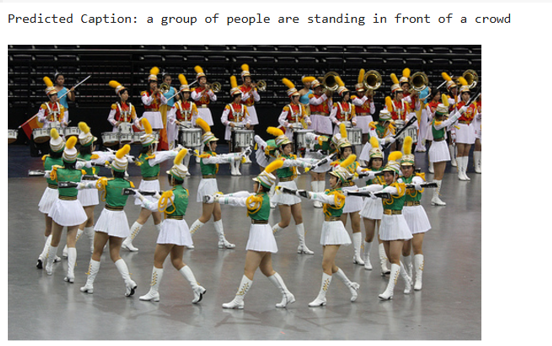 Predicted Caption: a group of people are standing in front of a crowd